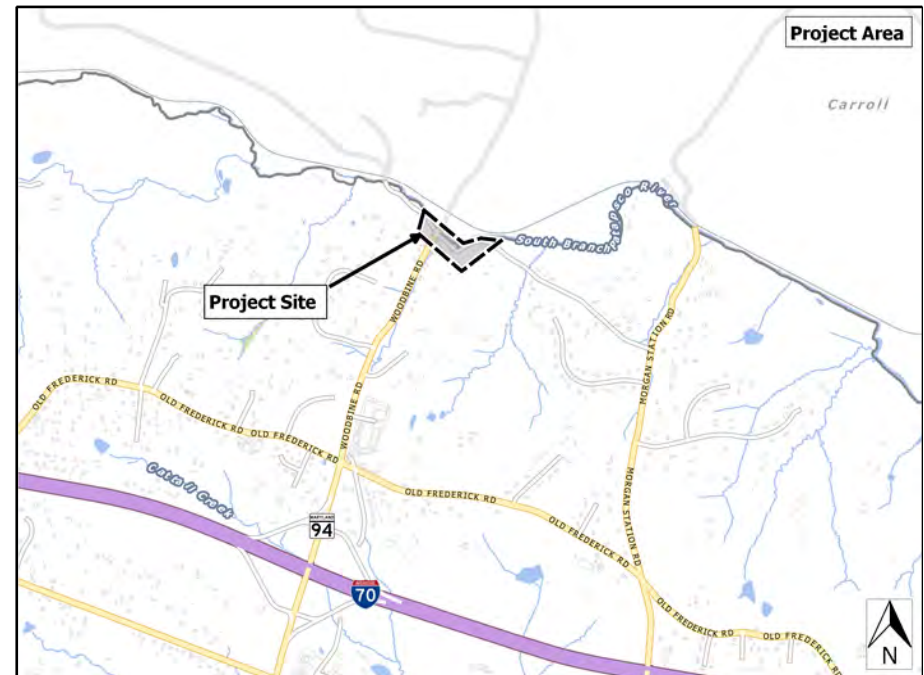 Project Area
Carroll
South Branch Patapsco River
Project Site
WOODBINE RD
MORGAN STATION RD
OLD FREDERICK RD
OLD FREDERICK RD
OLD FREDERICK RD
WOODBINE RD
Cattail Creek
OLD FREDERICK RD
MORGAN STATION RD
OLD FREDERICK RD
MARYLAND
94
70
OLD FREDERICK RD
OLD FREDERICK RD
N